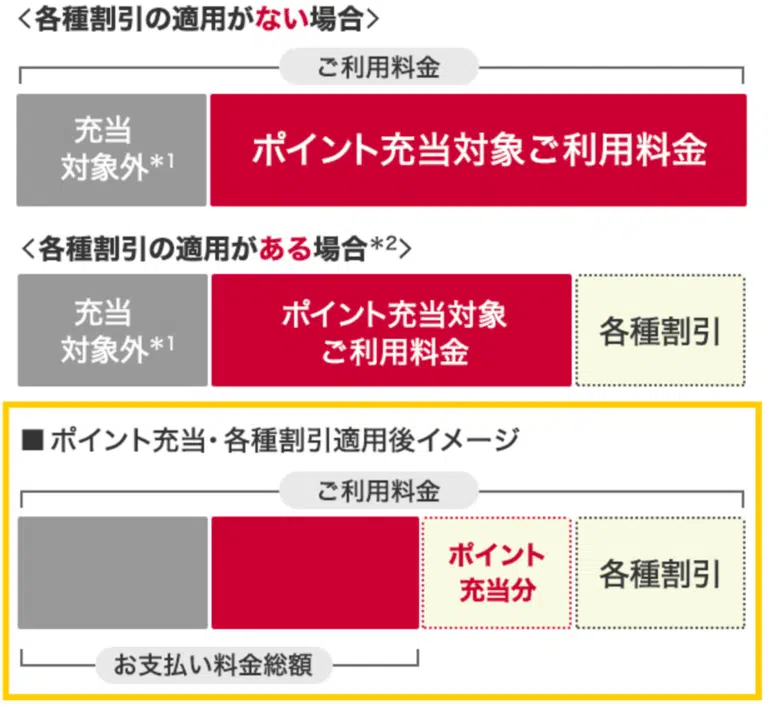 <各種割引の適用がない場合>
ご利用料金
充当
対象外*1
ポイント充当対象ご利用料金
<各種割引の適用がある場合*2>
充当
対象外*1
ポイント充当対象
ご利用料金
各種割引
■ポイント充当・各種割引適用後イメージ
ご利用料金
ポイント
充当分
各種割引
お支払い料金総額